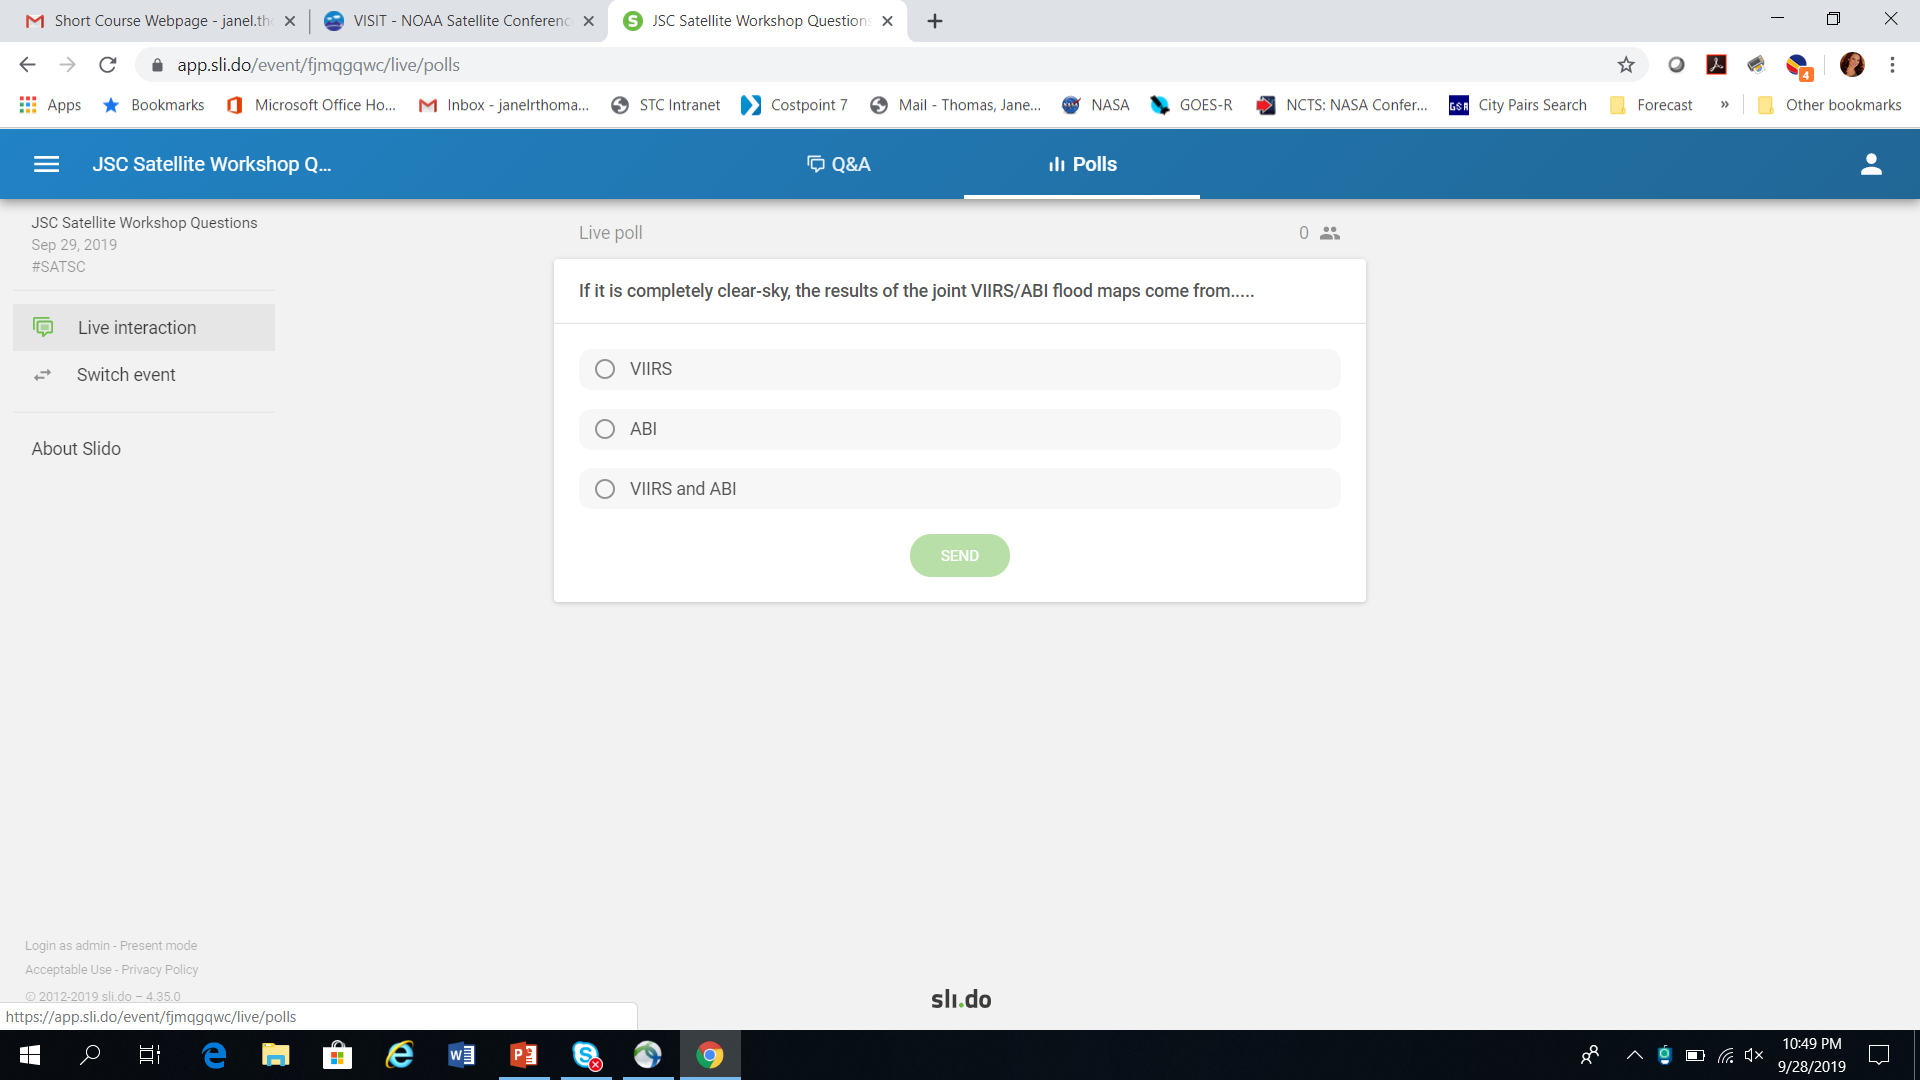 Short Course Webpage - janel.th
VISIT - NOAA Satellite Conferenc
JSC Satellite Workshop Questions
app.sli.do/event/fjmqgqwc/live/polls
4
Apps
Bookmarks
Microsoft Office Ho...
Inbox - janelrthoma...
STC Intranet
Costpoint 7
Mail - Thomas, Jane...
NASA
GOES-R
NCTS: NASA Confer...
GSA
City Pairs Search
Forecast
»
Other bookmarks
JSC Satellite Workshop Q...
Q&A
Polls
JSC Satellite Workshop Questions
Sep 29, 2019
#SATSC
Live interaction
Switch event
About Slido
Live poll
0
If it is completely clear-sky, the results of the joint VIIRS/ABI flood maps come from.....
VIIRS
ABI
VIIRS and ABI
SEND
Login as admin - Present mode
Acceptable Use - Privacy Policy
© 2012-2019 sli.do – 4.35.0
sli.do
https://app.sli.do/event/fjmqgqwc/live/polls
10:49 PM
9/28/2019